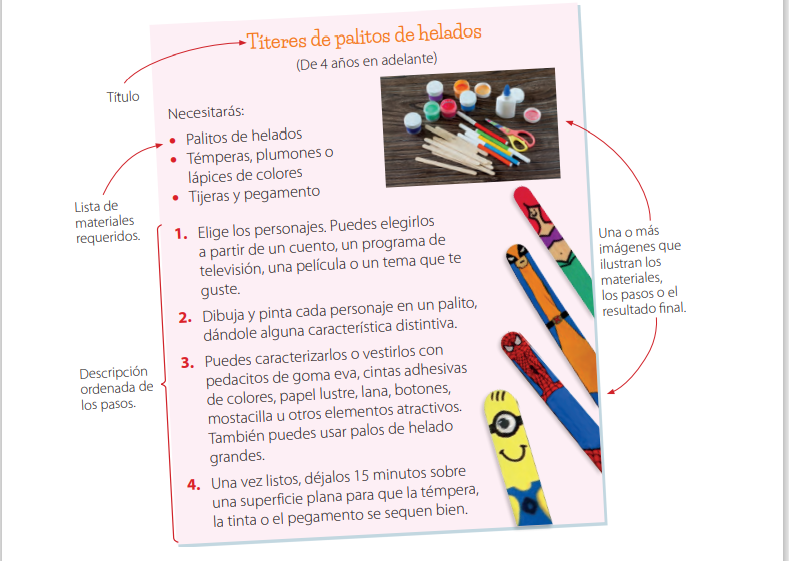 Títeres de palitos de helados
(De 4 años en adelante)
Título
Necesitarás:
• Palitos de helados
• Témperas, plumones o
lápices de colores
• Tijeras y pegamento
Lista de
materiales
requeridos.
1. Elige los personajes. Puedes elegirlos
a partir de un cuento, un programa de
televisión, una película o un tema que te
guste.
2. Dibuja y pinta cada personaje en un palito,
dándole alguna característica distintiva.
3. Puedes caracterizarlos o vestirlos con
pedacitos de goma eva, cintas adhesivas
de colores, papel lustre, lana, botones,
mostacilla u otros elementos atractivos.
También puedes usar palos de helado
grandes.
4. Una vez listos, déjalos 15 minutos sobre
una superficie plana para que la témpera,
la tinta o el pegamento se sequen bien.
Descripción
ordenada de
los pasos.
Una o más
imágenes que
ilustran los
materiales,
los pasos o el
resultado final.